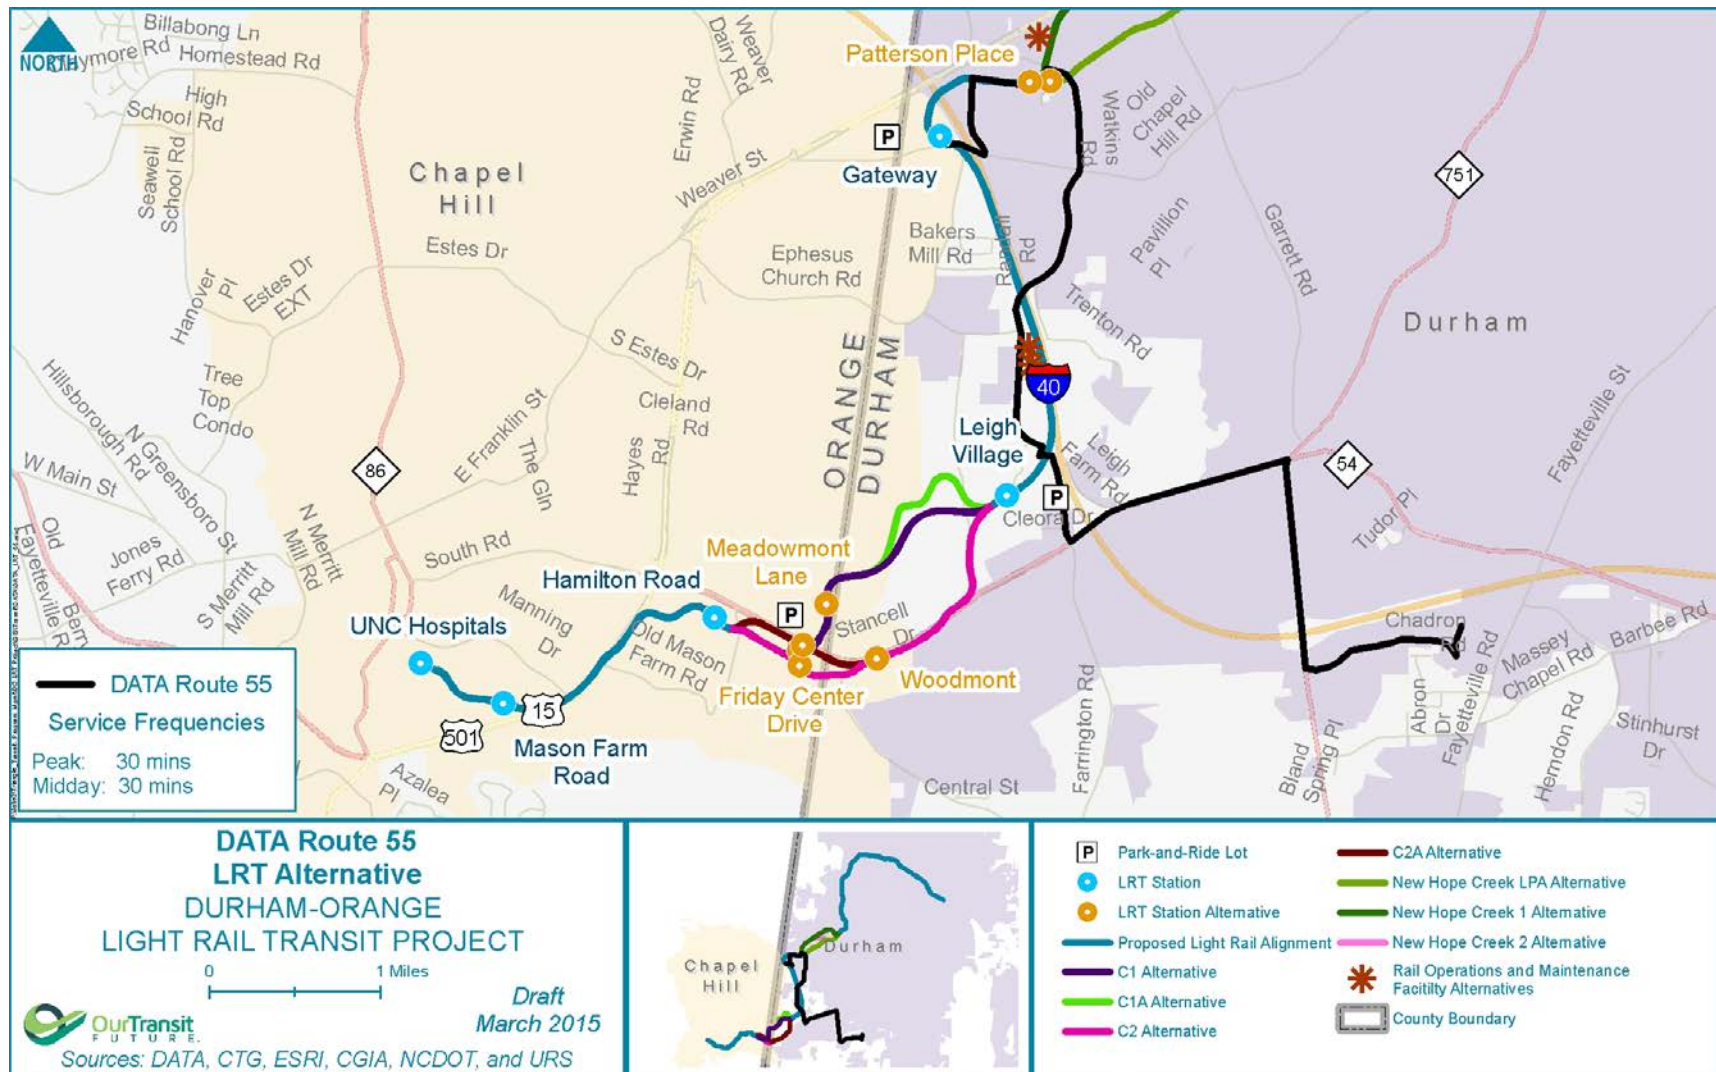 NORTH
Billabong Ln
Homestead Rd
High
School Rd
Seawell
School Rd
Weaver
Dairy Rd
Erwin Rd
Weaver St
Patterson Place
P
Gateway
Watkins
Rd
Old
Chapel
Hill Rd
751
Chapel
Hill
Estes Dr
Estes Dr
EXT
Hanover
Pl
Ephesus
Church Rd
Bakers
Mill Rd
Rd
Pavillion
Pl
Garrett Rd
Trenton Rd
Durham
S Estes Dr
Cleland
Rd
Hayes
Rd
ORANGE
DURHAM
40
Tree
Top
Condo
Hillsborough Rd
N Greensboro St
W Main St
86
E Franklin St
The Gln
Leigh
Village
P
Leigh
Farm Rd
Cleora Dr
54
Fayetteville St
Tudor Pl
Old
Fayetteville Rd
Jones
Ferry Rd
N Merritt
Mill Rd
S Merritt
Mill Rd
Bern
South Rd
Manning
Dr
Hamilton Road
Meadowmont
Lane
P
Stancell
Dr
UNC Hospitals
Old Mason
Farm Rd
Friday Center
Drive
Woodmont
15
501
Mason Farm
Road
Azalea
Pl
Central St
Farrington Rd
Bland
Spring Pl
Chadron
Rd
Abron
Dr
Fayetteville Rd
Massey
Chapel Rd
Barbee Rd
Herndon Rd
Stinhurst
Dr
DATA Route 55
Service Frequencies
Peak: 30 mins
Midday: 30 mins
DATA Route 55
LRT Alternative
DURHAM-ORANGE
LIGHT RAIL TRANSIT PROJECT
0 1 Miles
Draft
March 2015
OurTransit
FUTURE
Sources: DATA, CTG, ESRI, CGIA, NCDOT, and URS
Chapel
Hill
Durham
P Park-and-Ride Lot
LRT Station
LRT Station Alternative
Proposed Light Rail Alignment
C1 Alternative
C1A Alternative
C2 Alternative
C2A Alternative
New Hope Creek LPA Alternative
New Hope Creek 1 Alternative
New Hope Creek 2 Alternative
Rail Operations and Maintenance
Facilty Alternatives
County Boundary